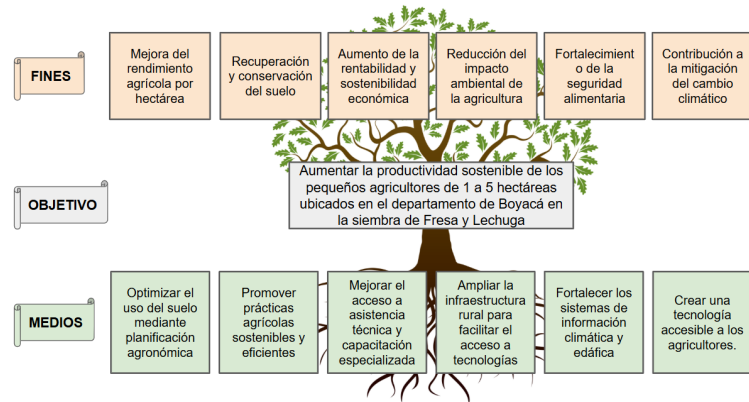 FINES
Mejora del
rendimiento
agrícola por
hectárea
Recuperación
y conservación
del suelo
Aumento de la
rentabilidad y
sostenibilidad
económica
Reducción del
impacto
ambiental de
la agricultura
Fortalecimient
o de la
seguridad
alimentaria
Contribución a
la mitigación
del cambio
climático
OBJETIVO
Aumentar la productividad sostenible de los
pequeños agricultores de 1 a 5 hectáreas
ubicados en el departamento de Boyacá en
la siembra de Fresa y Lechuga
MEDIOS
Optimizar el
uso del suelo
mediante
planificación
agronómica
Promover
prácticas
agrícolas
sostenibles y
eficientes
Mejorar el
acceso a
asistencia
técnica y
capacitación
especializada
Ampliar la
infraestructura
rural para
facilitar el
acceso a
tecnologías
Fortalecer los
sistemas de
información
climática y
edáfica
Crear una
tecnología
accesible a los
agricultores.